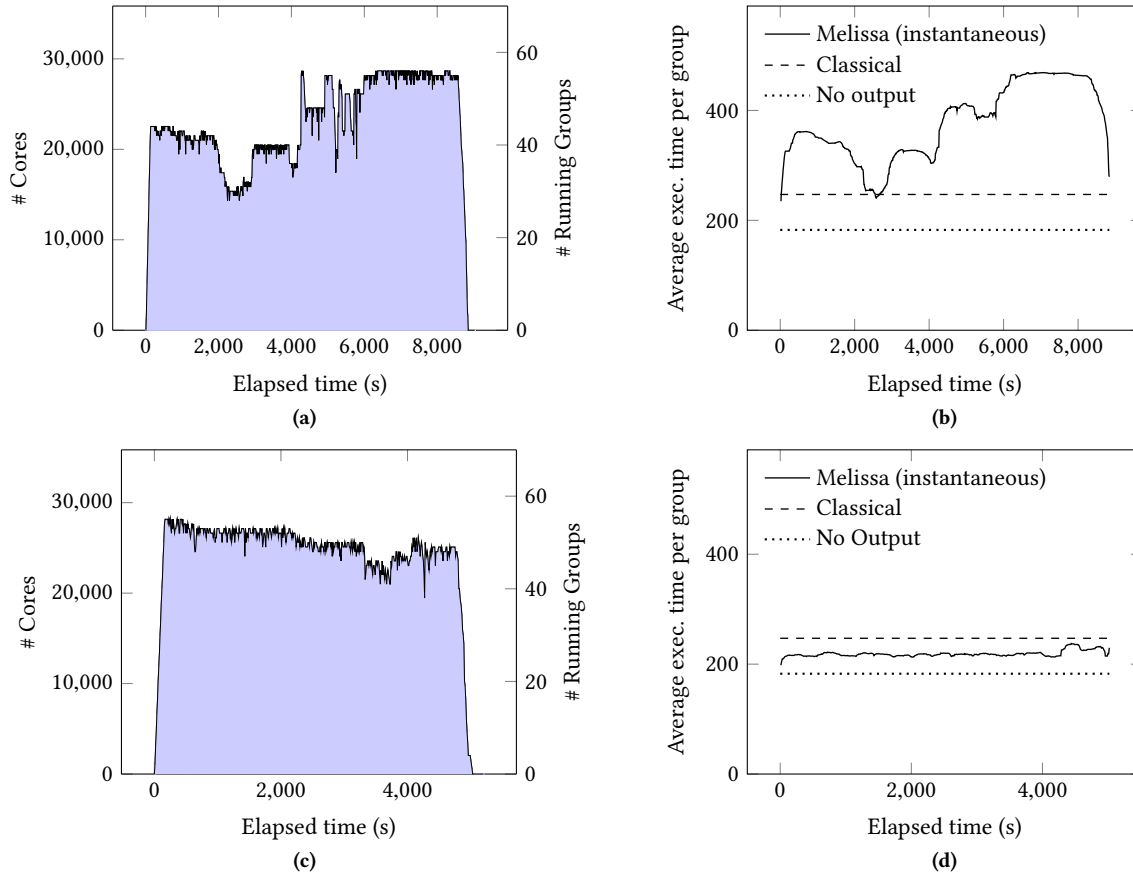 30,000
20,000
10,000
0
# Cores
60
40
20
0
# Running Groups
0 2,000 4,000 6,000 8,000
Elapsed time (s)
(a)
Melissa (instantaneous)
Classical
No output
400
200
0
Average exec. time per group
0 2,000 4,000 6,000 8,000
Elapsed time (s)
(b)
30,000
20,000
10,000
0
# Cores
60
40
20
0
# Running Groups
0 2,000 4,000
Elapsed time (s)
(c)
Melissa (instantaneous)
Classical
No Output
400
200
0
Average exec. time per group
0 2,000 4,000
Elapsed time (s)
(d)